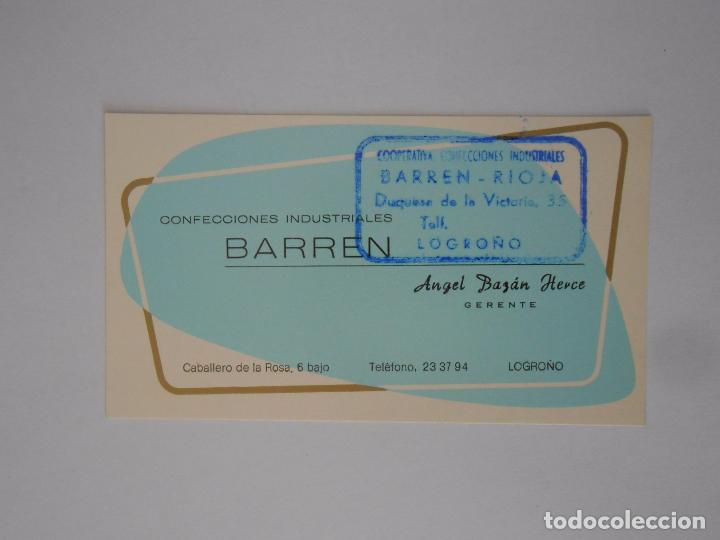 COOPERATIVA CONFECCIONES INDUSTRIALES
BARREN - RIOJA
Duquesa de la Victoria, 35
Telf.
LOGROÑO
CONFECCIONES INDUSTRIALES
BARREN
Angel Bazán Herce
GERENTE
Caballero de la Rosa, 6 bajo Teléfono, 23 37 94 LOGROÑO
todocoleccion